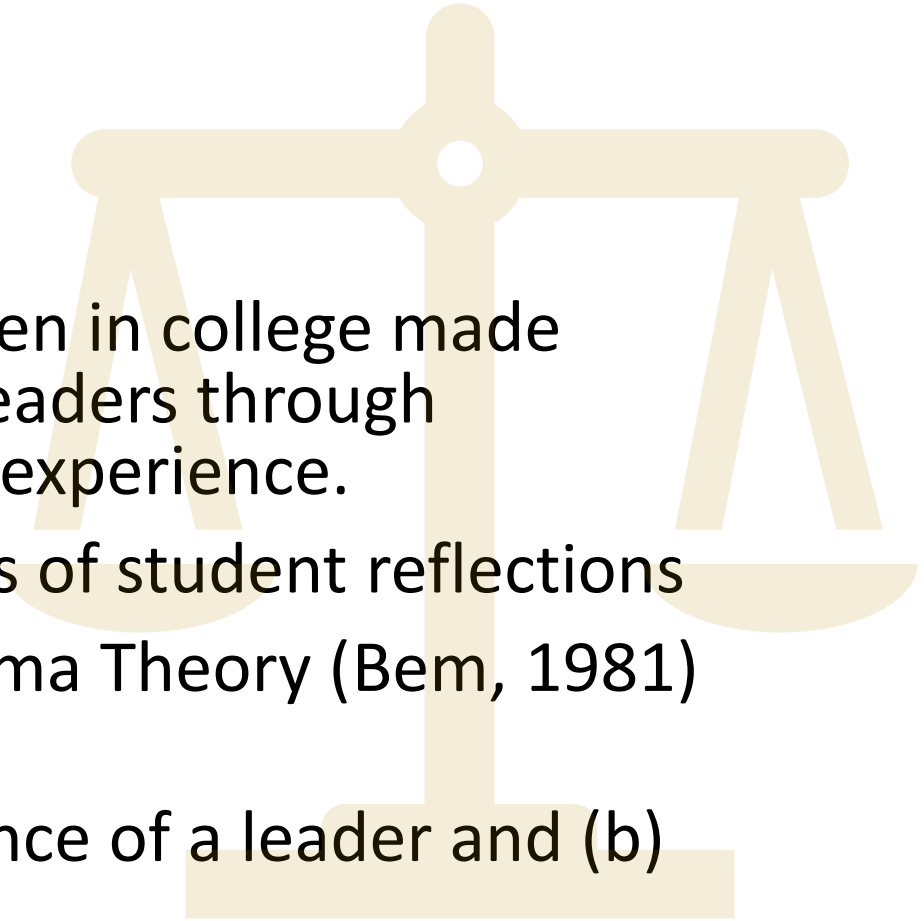 en in college made
eaders through
experience.
s of student reflections
ma Theory (Bem, 1981)
nce of a leader and (b)